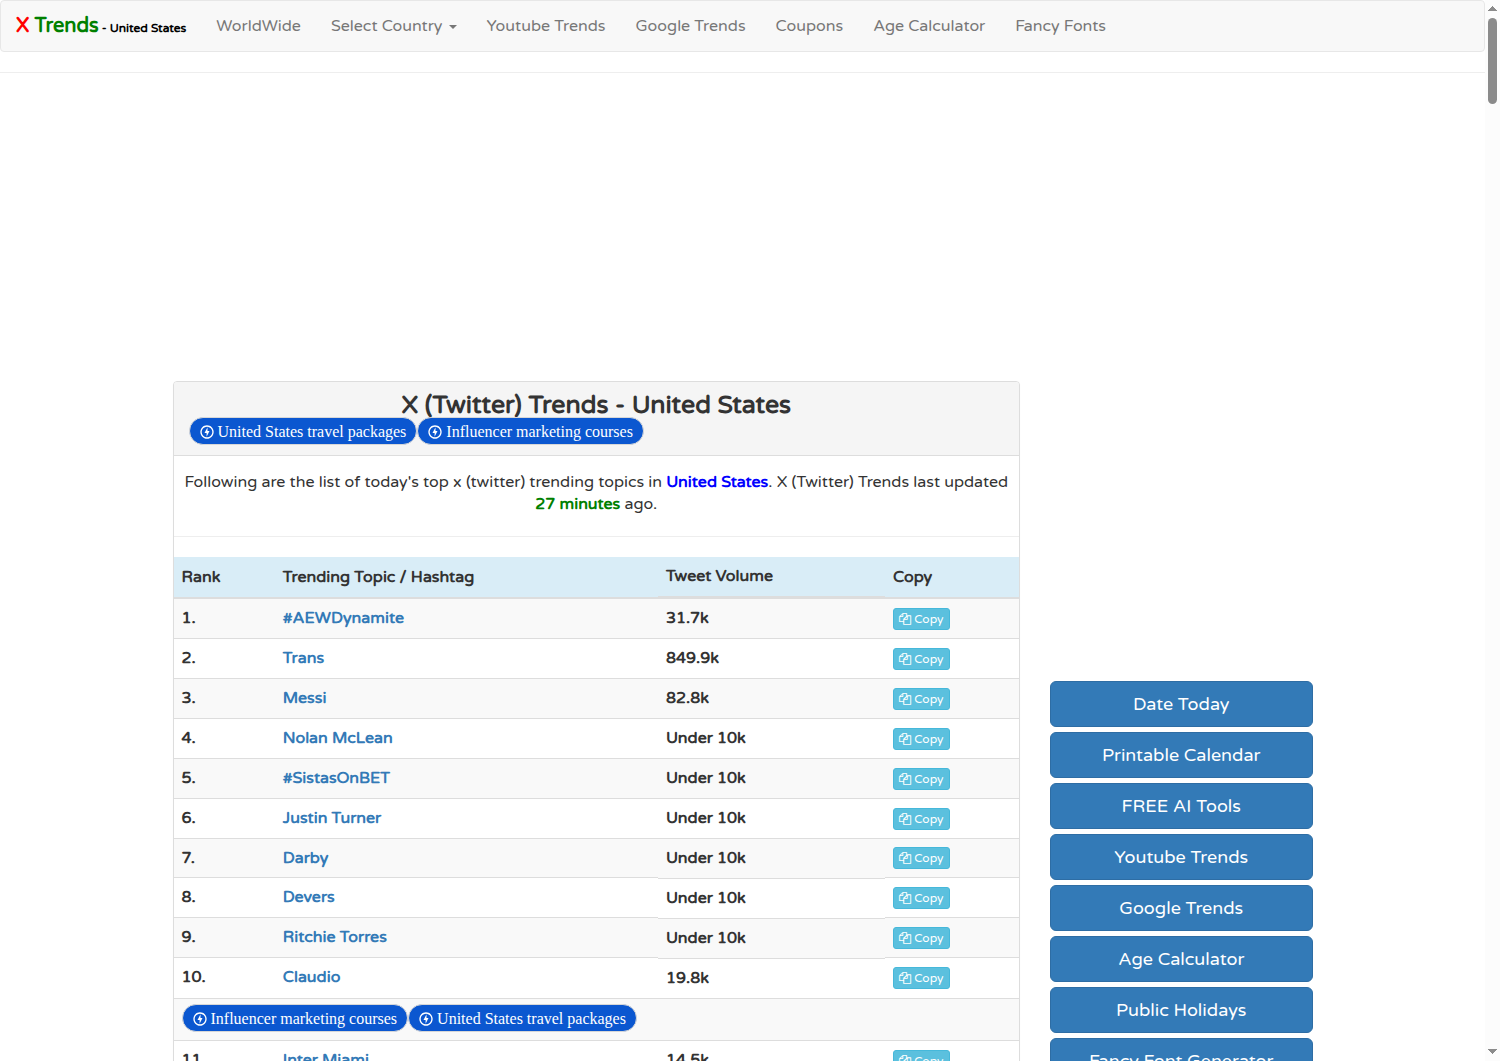 X Trends - United States
WorldWide
Select Country
Youtube Trends
Google Trends
Coupons
Age Calculator
Fancy Fonts
X (Twitter) Trends - United States
United States travel packages
Influencer marketing courses
Following are the list of today's top x (twitter) trending topics in United States. X (Twitter) Trends last updated
27 minutes ago.
Rank Trending Topic / Hashtag Tweet Volume Copy
1. #AEWDynamite 31.7k Copy
2. Trans 849.9k Copy
3. Messi 82.8k Copy
4. Nolan McLean Under 10k Copy
5. #SistasOnBET Under 10k Copy
6. Justin Turner Under 10k Copy
7. Darby Under 10k Copy
8. Devers Under 10k Copy
9. Ritchie Torres Under 10k Copy
10. Claudio 19.8k Copy
Influencer marketing courses
United States travel packages
11. Inter Miami 14.5k Copy
Date Today
Printable Calendar
FREE AI Tools
Youtube Trends
Google Trends
Age Calculator
Public Holidays
Fancy Font Generator